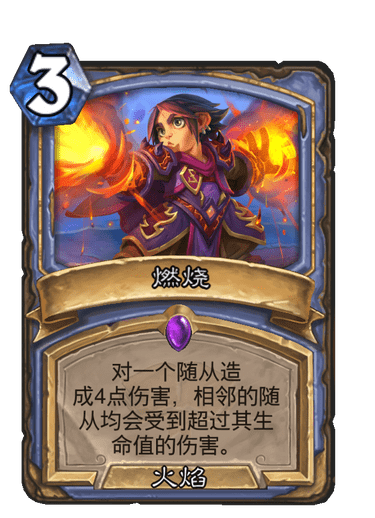 3
燃烧
对一个随从造
成4点伤害，相邻的随
从均会受到超过其生
命值的伤害。
火焰